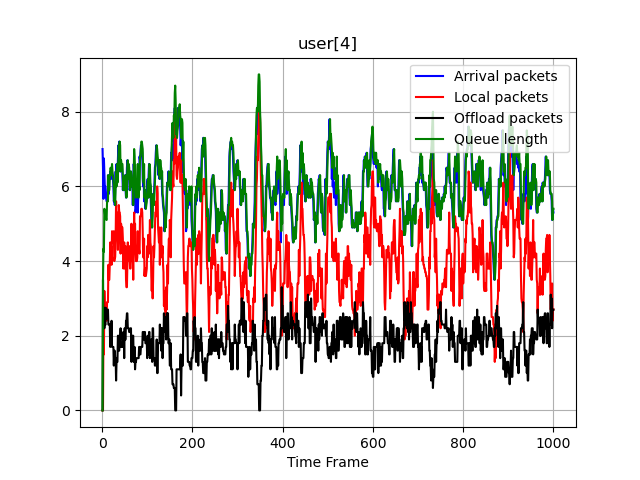 user[4]
Arrival packets
Local packets
Offload packets
Queue length
8
6
4
2
0
0
200
400
600
800
1000
Time Frame